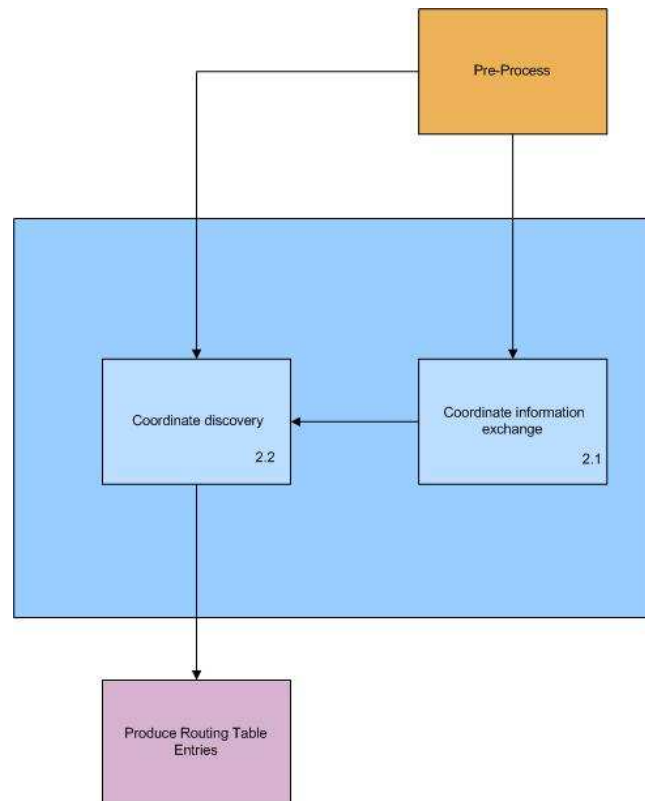 Pre-Process
Coordinate discovery
2.2
Coordinate information
exchange
2.1
Produce Routing Table
Entries